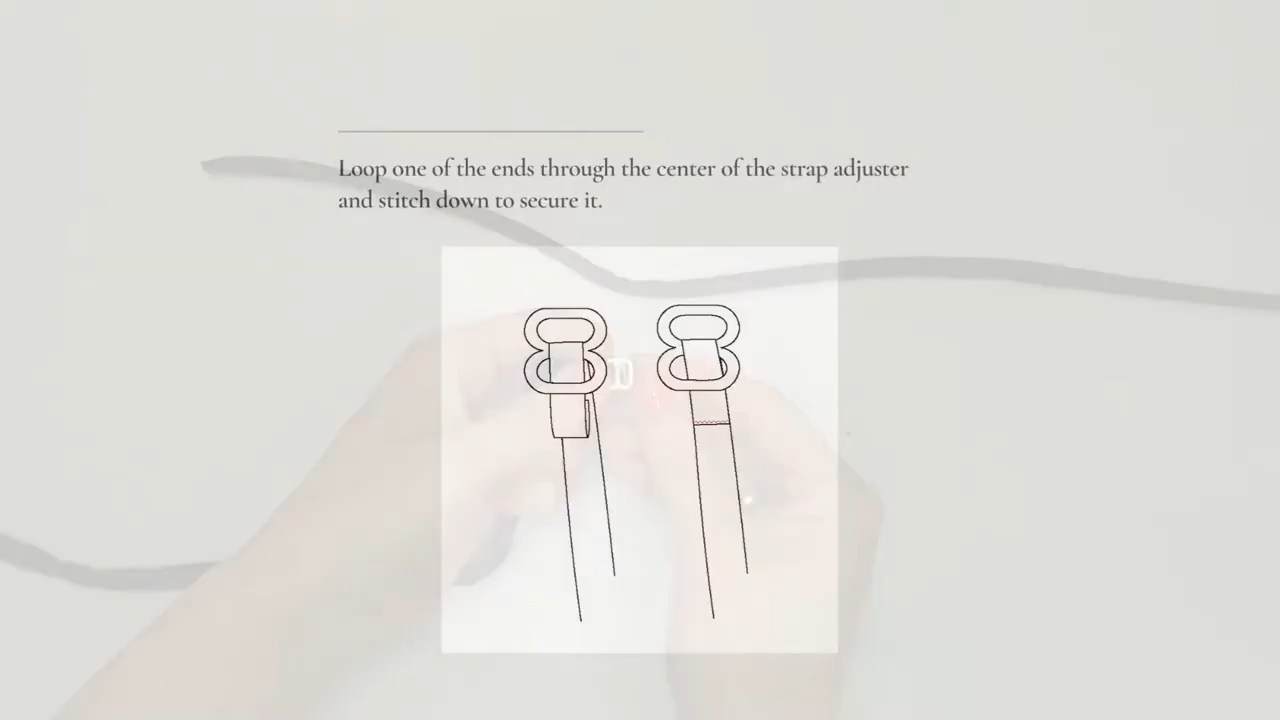 Loop one of the ends through the center of the strap adjuster
and stitch down to secure it.